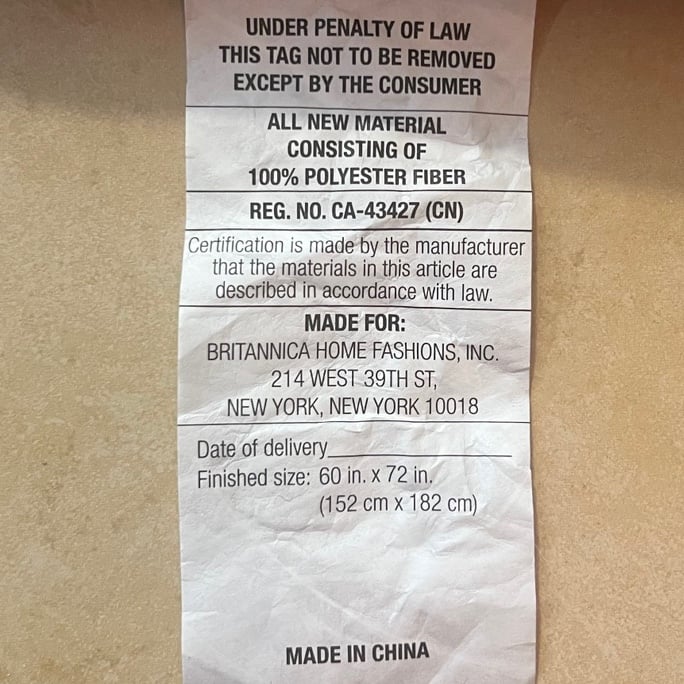 UNDER PENALTY OF LAW
THIS TAG NOT TO BE REMOVED
EXCEPT BY THE CONSUMER
ALL NEW MATERIAL
CONSISTING OF
100% POLYESTER FIBER
REG. NO. CA-43427 (CN)
Certification is made by the manufacturer
that the materials in this article are
described in accordance with law.
MADE FOR:
BRITANNICA HOME FASHIONS, INC.
214 WEST 39TH ST,
NEW YORK, NEW YORK 10018
Date of delivery
Finished size: 60 in. x 72 in.
(152 cm x 182 cm)
MADE IN CHINA